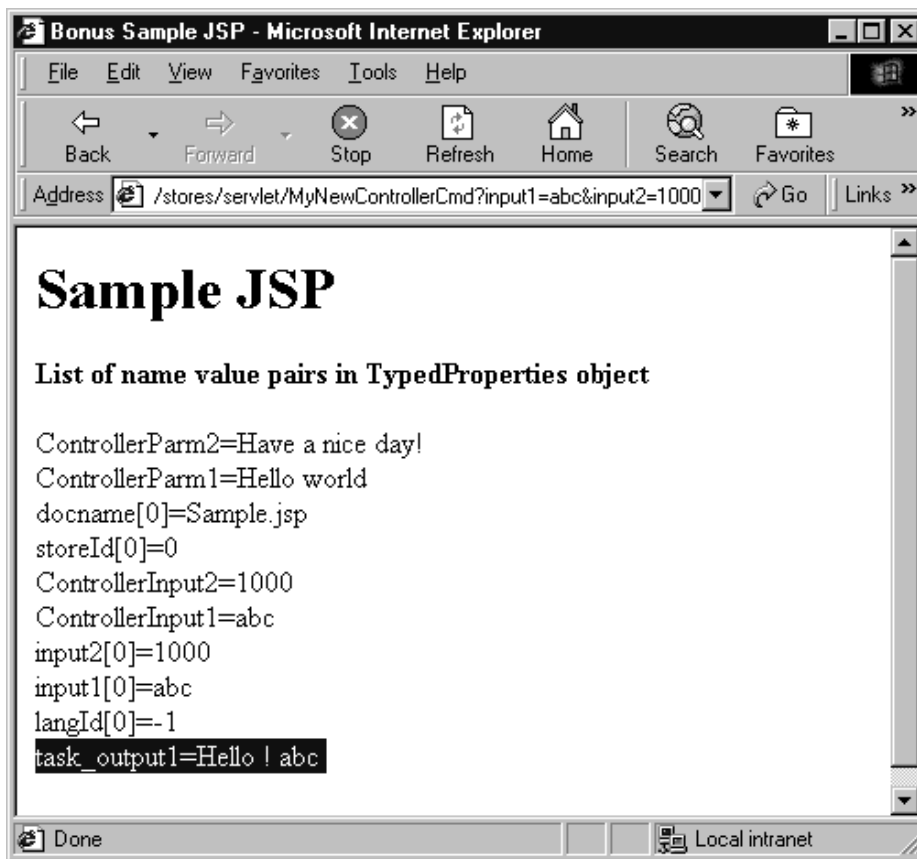 Bonus Sample JSP - Microsoft Internet Explorer
File Edit View Favorites Tools Help
Back Forward Stop Refresh Home Search Favorites »
Address /stores/servlet/MyNewControllerCmd?input1=abc&input2=1000 Go Links »
Sample JSP
List of name value pairs in TypedProperties object
ControllerParm2=Have a nice day!
ControllerParm1=Hello world
docname[0]=Sample.jsp
storeId[0]=0
ControllerInput2=1000
ControllerInput1=abc
input2[0]=1000
input1[0]=abc
langId[0]=-1
task_output1=Hello ! abc
Done Local intranet